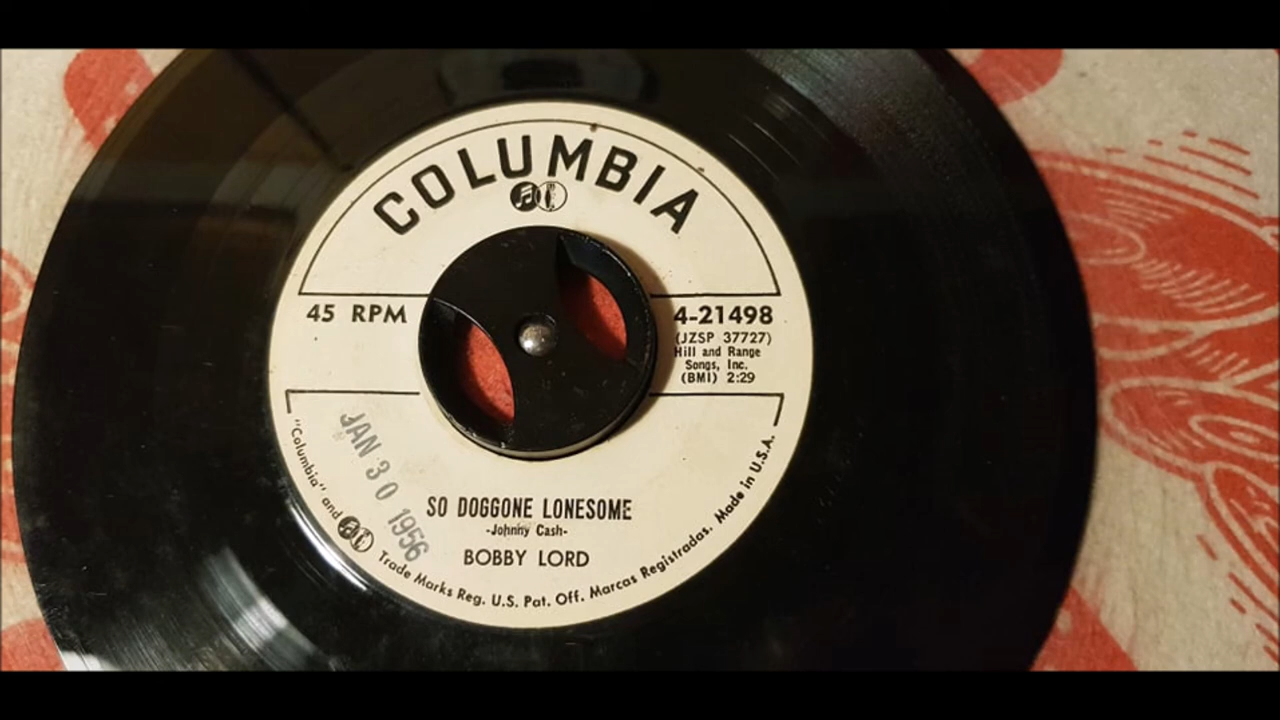 COLUMBIA
45 RPM
4-21498
(JZSP 37727)
Hill and Range
Songs, Inc.
(BMI) 2:29
JAN 30 1956
SO DOGGONE LONESOME
-Johnny Cash-
BOBBY LORD
"Columbia" and Trade Marks Reg. U.S. Pat. Off. Marcas Registradas. Made in U.S.A.